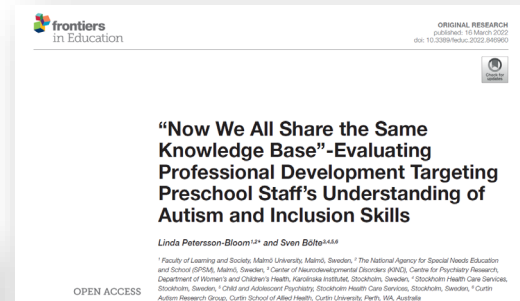 frontiers
in Education
ORIGINAL RESEARCH
published: 16 March 2022
doi: 10.3389/feduc.2022.846960
Check for
updates
“Now We All Share the Same
Knowledge Base”-Evaluating
Professional Development Targeting
Preschool Staff’s Understanding of
Autism and Inclusion Skills
Linda Petersson-Bloom1,2* and Sven Bölte3,4,5,6
1 Faculty of Learning and Society, Malmö University, Malmö, Sweden, 2 The National Agency for Special Needs Education
and School (SPSM), Malmö, Sweden, 3 Center of Neurodevelopmental Disorders (KIND), Centre for Psychiatry Research,
Department of Women’s and Children’s Health, Karolinska Institutet, Stockholm, Sweden, 4 Stockholm Health Care Services,
Stockholm, Sweden, 5 Child and Adolescent Psychiatry, Stockholm Health Care Services, Stockholm, Sweden, 6 Curtin
Autism Research Group, Curtin School of Allied Health, Curtin University, Perth, WA, Australia
OPEN ACCESS